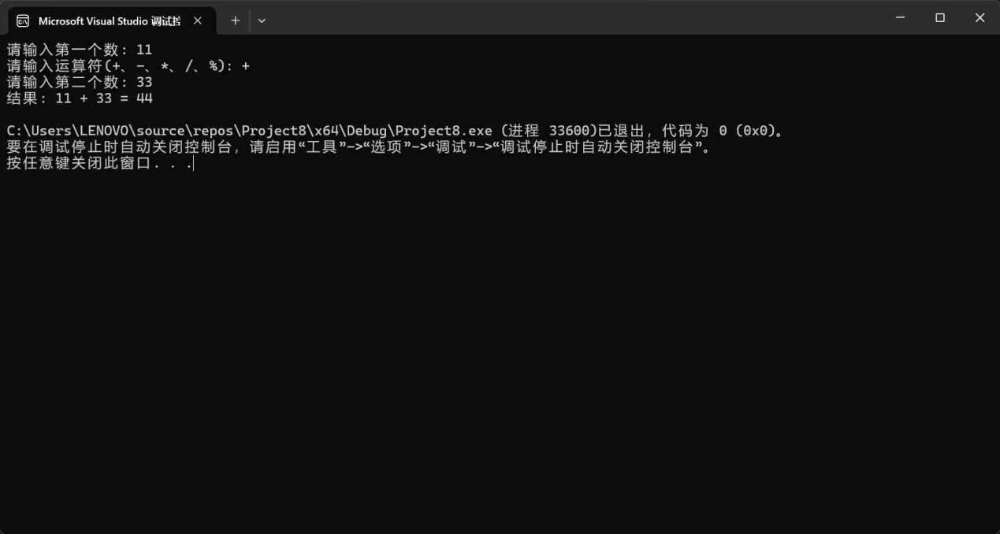 Microsoft Visual Studio 调试控
请输入第一个数: 11
请输入运算符(+、-、*、/、%): +
请输入第二个数: 33
结果: 11 + 33 = 44
C:\Users\LENOVO\source\repos\Project8\x64\Debug\Project8.exe (进程 33600)已退出，代码为 0 (0x0)。
要在调试停止时自动关闭控制台，请启用“工具”->“选项”->“调试”->“调试停止时自动关闭控制台”。
按任意键关闭此窗口. . .